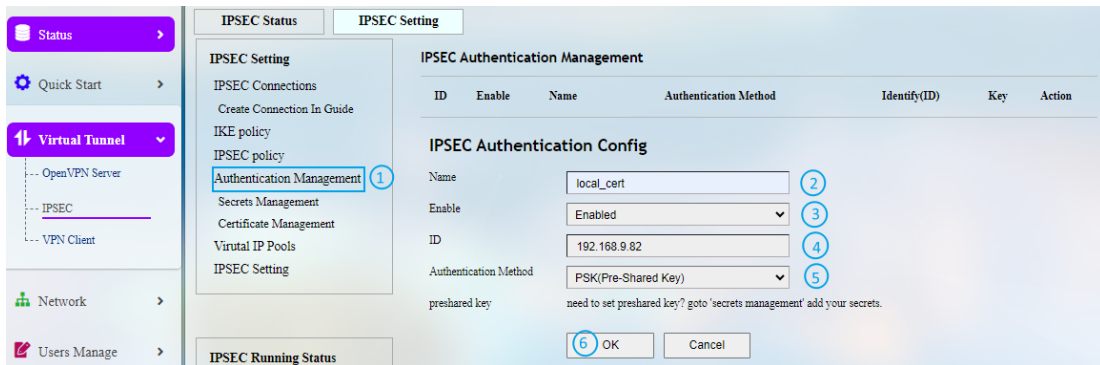 Status
Quick Start
Virtual Tunnel
OpenVPN Server
IPSEC
VPN Client
Network
Users Manage
IPSEC Status
IPSEC Setting
IPSEC Setting
IPSEC Connections
Create Connection In Guide
IKE policy
IPSEC policy
Authentication Management 1
Secrets Management
Certificate Management
Virutal IP Pools
IPSEC Setting
IPSEC Running Status
IPSEC Authentication Management
ID Enable Name Authentication Method Identify(ID) Key Action
IPSEC Authentication Config
Name local_cert 2
Enable Enabled 3
ID 192.168.9.82 4
Authentication Method PSK(Pre-Shared Key) 5
preshared key need to set preshared key? goto 'secrets management' add your secrets.
6 OK Cancel